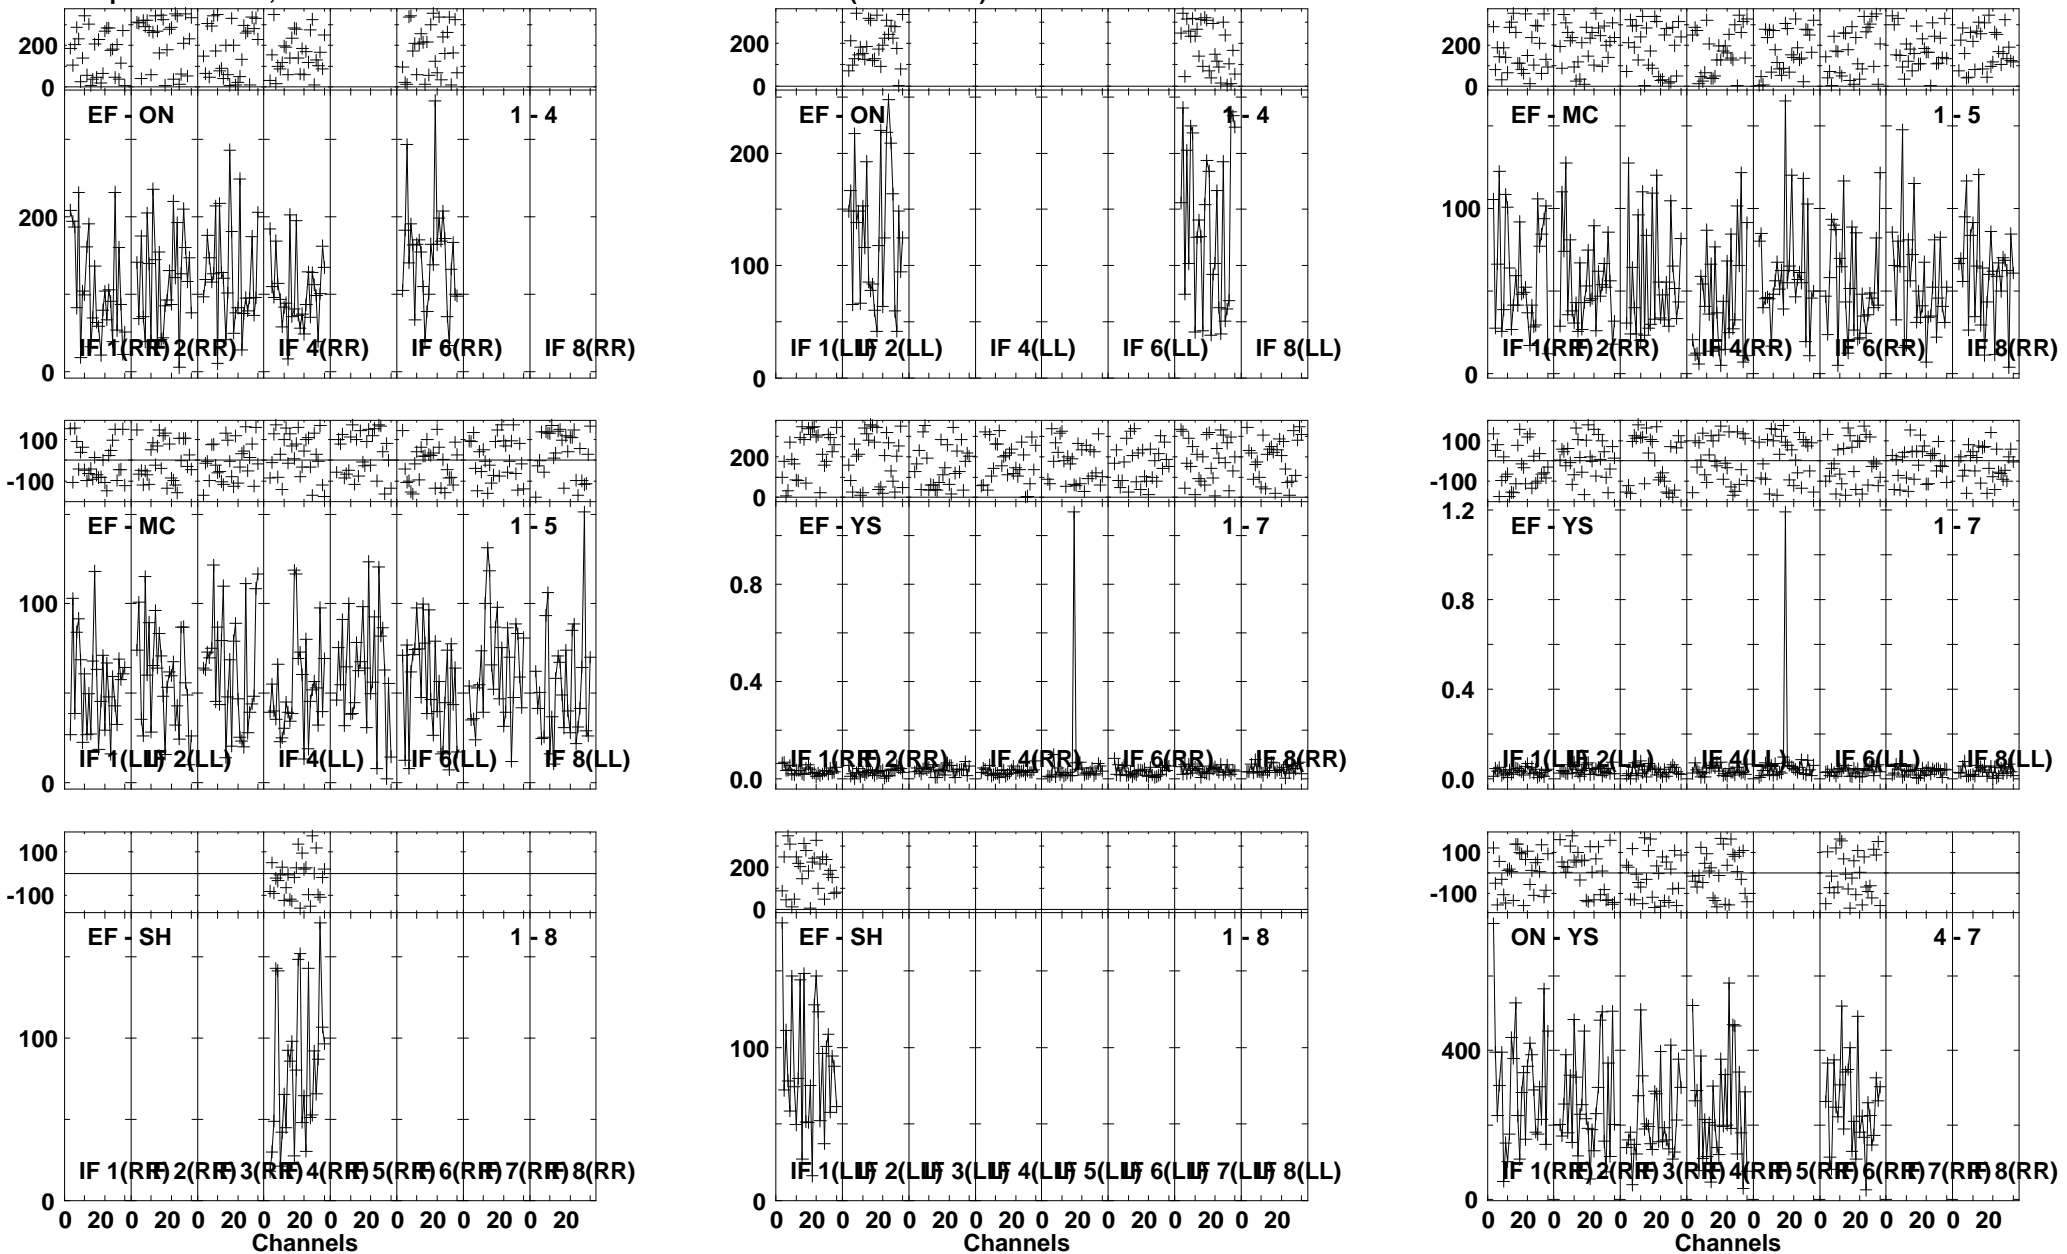 200
0
EF - ON
1 - 4
200
0
IF 1(RR)
IF 2(RR)
IF 4(RR)
IF 6(RR)
IF 8(RR)
200
0
EF - ON
1 - 4
200
100
0
IF 1(LL)
IF 2(LL)
IF 4(LL)
IF 6(LL)
IF 8(LL)
200
0
EF - MC
1 - 5
100
0
IF 1(RR)
IF 2(RR)
IF 4(RR)
IF 6(RR)
IF 8(RR)
100
-100
EF - MC
1 - 5
100
0
IF 1(LL)
IF 2(LL)
IF 4(LL)
IF 6(LL)
IF 8(LL)
200
0
EF - YS
1 - 7
0.8
0.4
0.0
IF 1(RR)
IF 2(RR)
IF 4(RR)
IF 6(RR)
IF 8(RR)
100
-100
EF - YS
1 - 7
1.2
0.8
0.4
0.0
IF 1(LL)
IF 2(LL)
IF 4(LL)
IF 6(LL)
IF 8(LL)
100
-100
EF - SH
1 - 8
100
0
IF 1(RR)
IF 2(RR)
IF 3(RR)
IF 4(RR)
IF 5(RR)
IF 6(RR)
IF 7(RR)
IF 8(RR)
0 20 0 20 0 20 0 20 0 20 0 20 0 20 0 20
Channels
200
0
EF - SH
1 - 8
100
0
IF 1(LL)
IF 2(LL)
IF 3(LL)
IF 4(LL)
IF 5(LL)
IF 6(LL)
IF 7(LL)
IF 8(LL)
0 20 0 20 0 20 0 20 0 20 0 20 0 20 0 20
Channels
100
-100
ON - YS
4 - 7
400
0
IF 1(RR)
IF 2(RR)
IF 3(RR)
IF 4(RR)
IF 5(RR)
IF 6(RR)
IF 7(RR)
IF 8(RR)
0 20 0 20 0 20 0 20 0 20 0 20 0 20 0 20
Channels